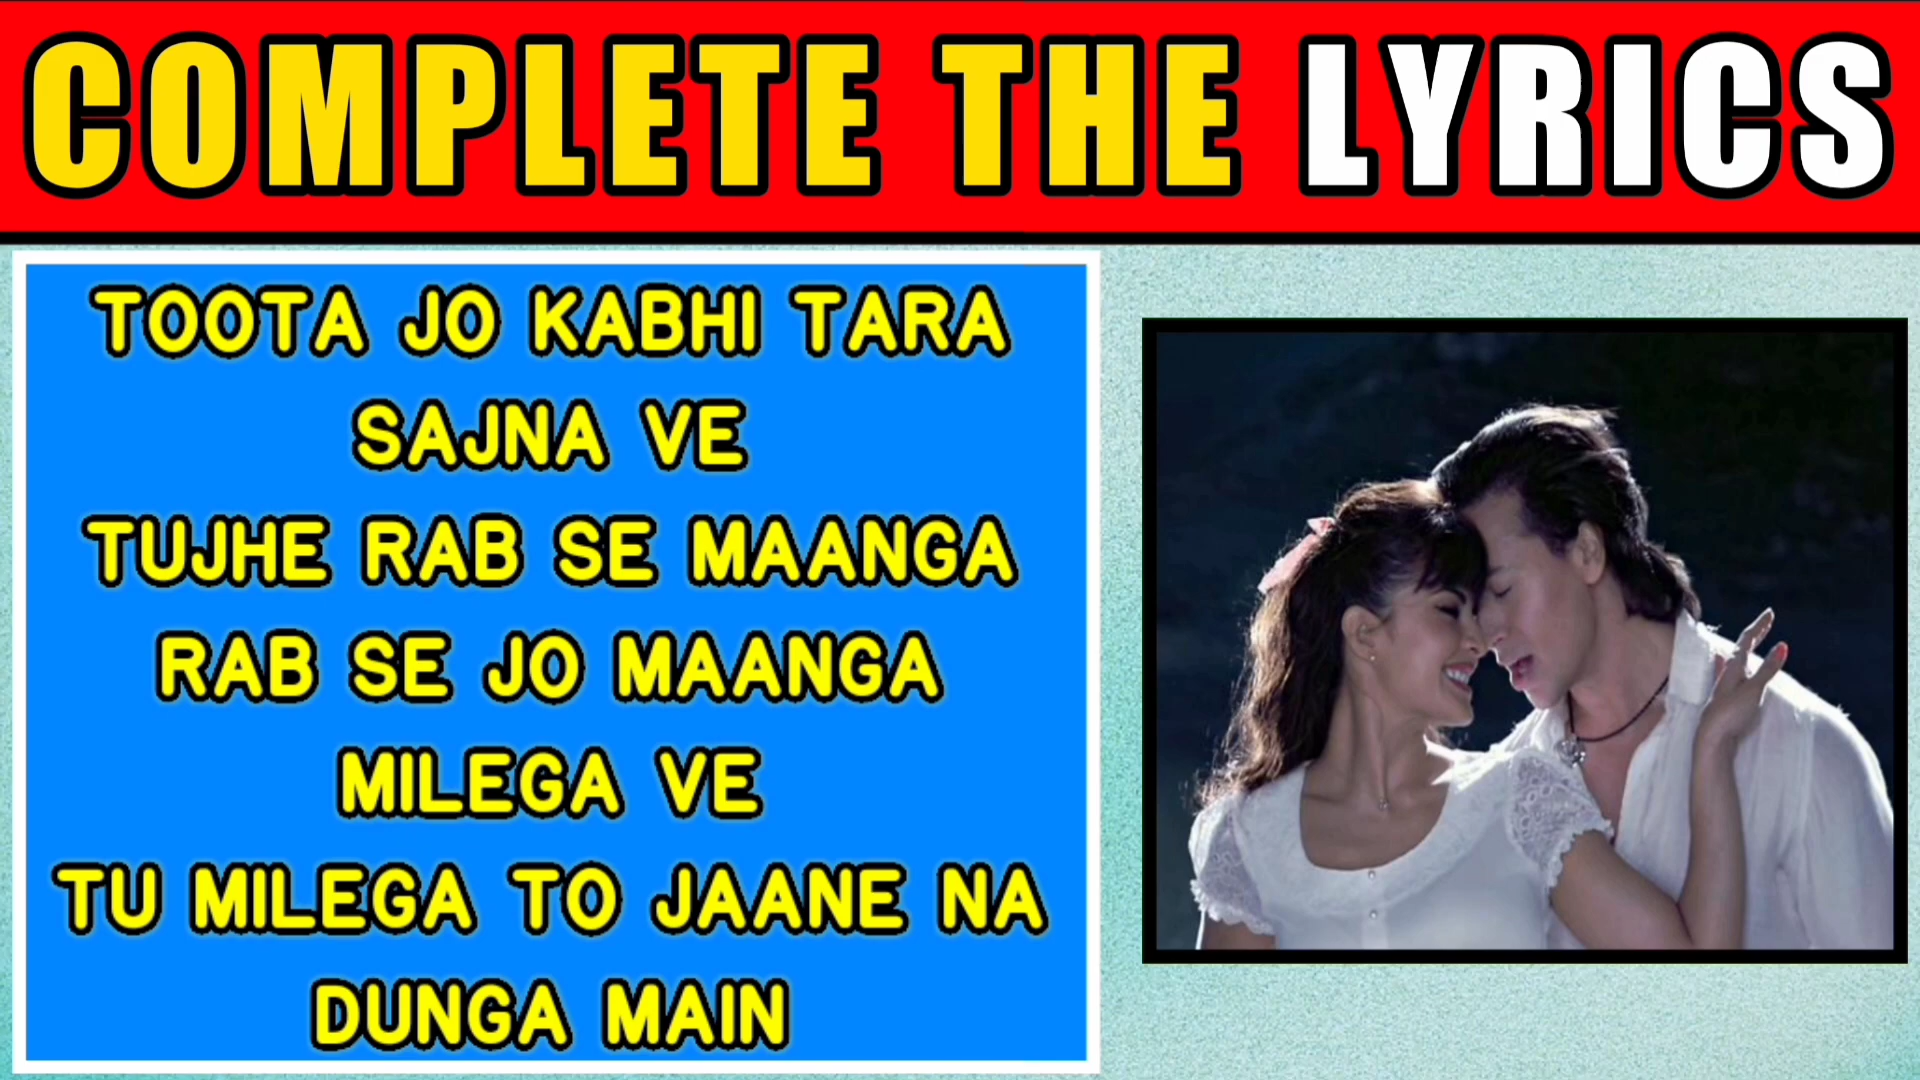 COMPLETE THE LYRICS
TOOTA JO KABHI TARA
SAJNA VE
TUJHE RAB SE MAANGA
RAB SE JO MAANGA
MILEGA VE
TU MILEGA TO JAANE NA
DUNGA MAIN